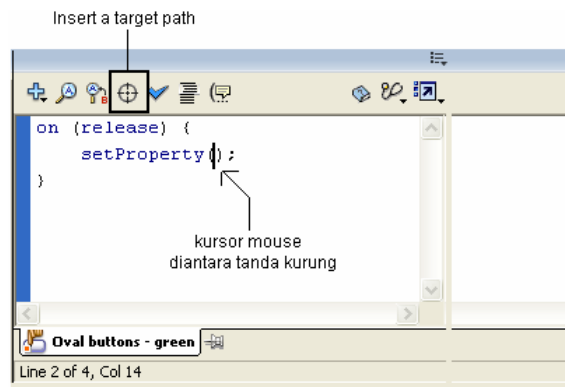 Insert a target path
on (release) {
setProperty();
}
kursor mouse
diantara tanda kurung
Oval buttons - green
Line 2 of 4, Col 14